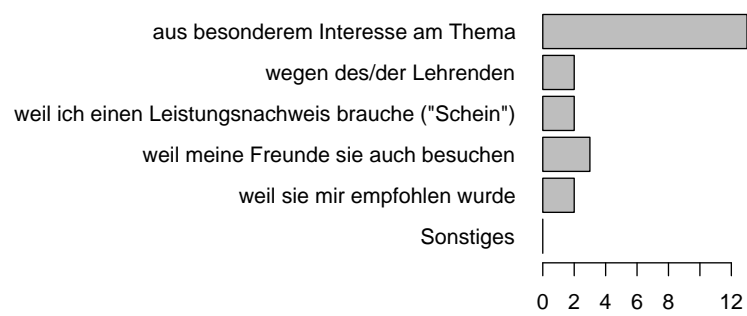 aus besonderem Interesse am Thema
wegen des/der Lehrenden
weil ich einen Leistungsnachweis brauche ("Schein")
weil meine Freunde sie auch besuchen
weil sie mir empfohlen wurde
Sonstiges
0 2 4 6 8 12